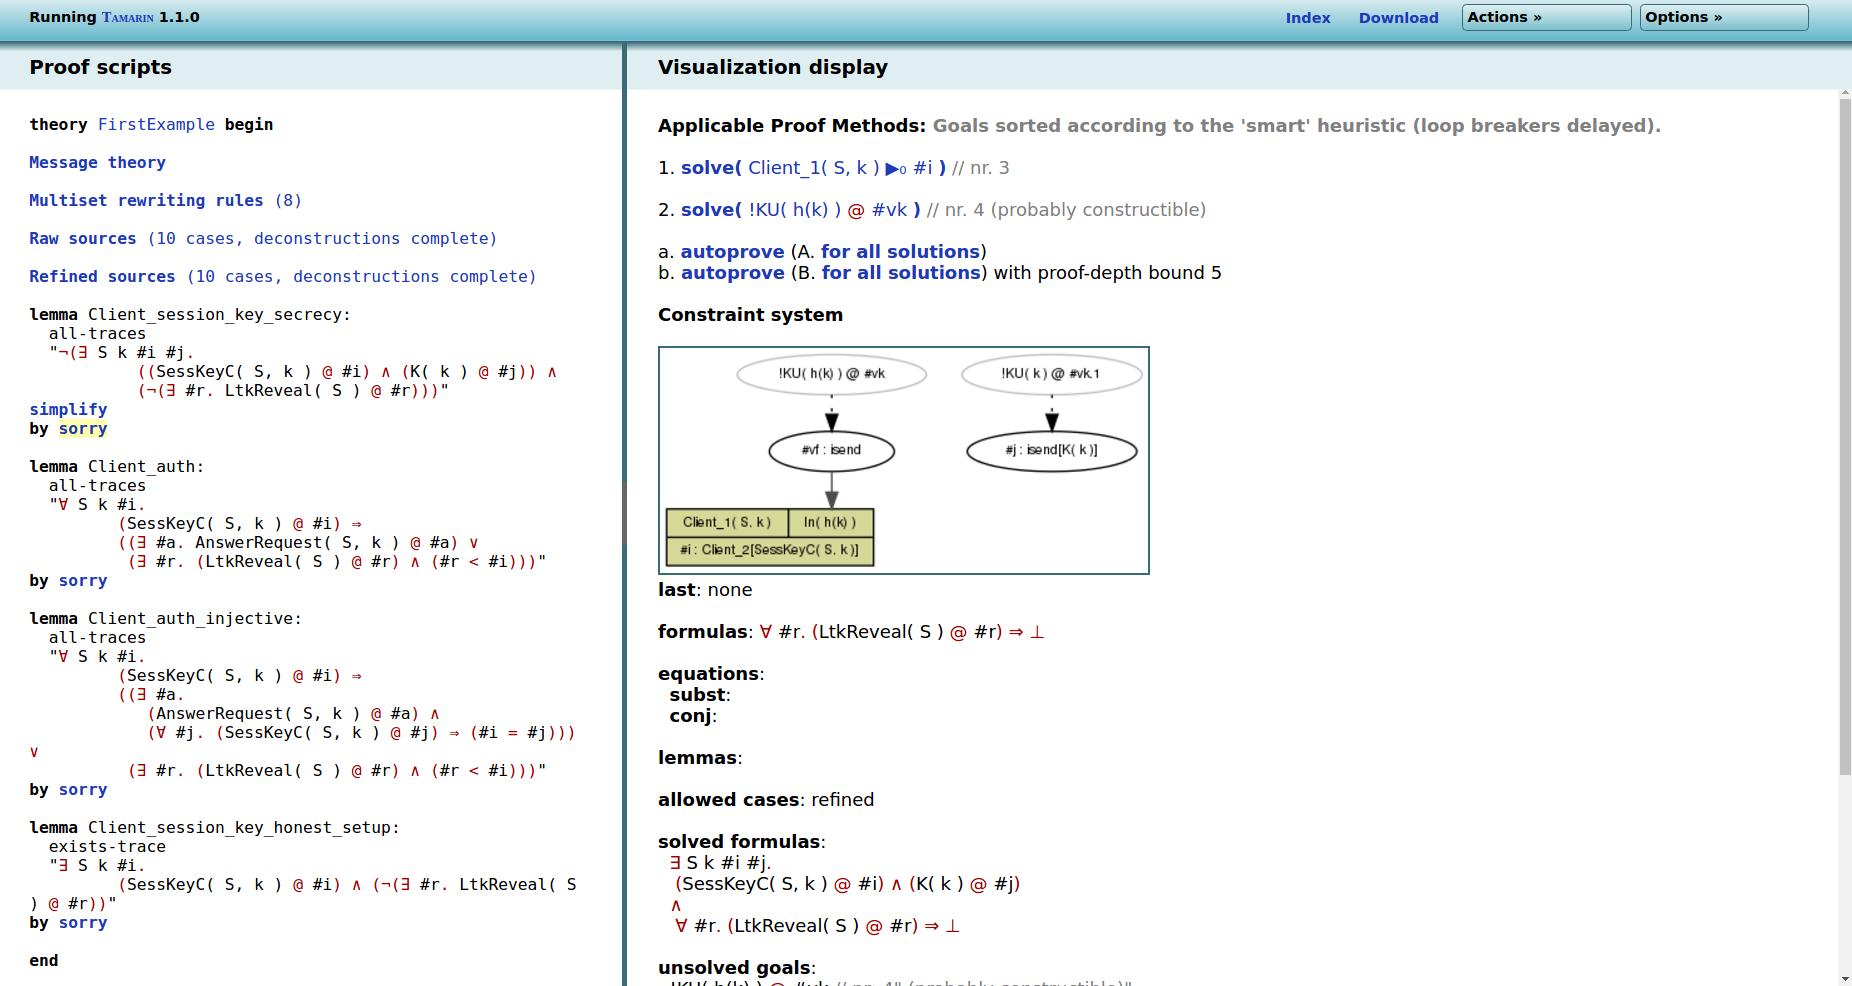 Running TAMARIN 1.1.0
Index Download Actions » Options »
Proof scripts
theory FirstExample begin
Message theory
Multiset rewriting rules (8)
Raw sources (10 cases, deconstructions complete)
Refined sources (10 cases, deconstructions complete)
lemma Client_session_key_secrecy:
all-traces
"¬(∃ S k #i #j.
((SessKeyC( S, k ) @ #i) ∧ (K( k ) @ #j)) ∧
(¬(∃ #r. LtkReveal( S ) @ #r)))"
simplify
by sorry
lemma Client_auth:
all-traces
"∀ S k #i.
(SessKeyC( S, k ) @ #i) ⇒
((∃ #a. AnswerRequest( S, k ) @ #a) ∨
(∃ #r. (LtkReveal( S ) @ #r) ∧ (#r < #i)))"
by sorry
lemma Client_auth_injective:
all-traces
"∀ S k #i.
(SessKeyC( S, k ) @ #i) ⇒
((∃ #a.
(AnswerRequest( S, k ) @ #a) ∧
(∀ #j. (SessKeyC( S, k ) @ #j) ⇒ (#i = #j)))
∨
(∃ #r. (LtkReveal( S ) @ #r) ∧ (#r < #i)))"
by sorry
lemma Client_session_key_honest_setup:
exists-trace
"∃ S k #i.
(SessKeyC( S, k ) @ #i) ∧ (¬(∃ #r. LtkReveal( S
) @ #r))"
by sorry
end
Visualization display
Applicable Proof Methods: Goals sorted according to the 'smart' heuristic (loop breakers delayed).
1. solve( Client_1( S, k ) ▶₀ #i ) // nr. 3
2. solve( !KU( h(k) ) @ #vk ) // nr. 4 (probably constructible)
a. autoprove (A. for all solutions)
b. autoprove (B. for all solutions) with proof-depth bound 5
Constraint system
!KU( h(k) ) @ #vk
!KU( k ) @ #vk.1
#vf : isend
#j : isend[K( k )]
Client_1( S, k )
In( h(k) )
#i : Client_2[SessKeyC( S, k )]
last: none
formulas: ∀ #r. (LtkReveal( S ) @ #r) ⇒ ⊥
equations:
subst:
conj:
lemmas:
allowed cases: refined
solved formulas:
∃ S k #i #j.
(SessKeyC( S, k ) @ #i) ∧ (K( k ) @ #j)
∧
∀ #r. (LtkReveal( S ) @ #r) ⇒ ⊥
unsolved goals:
!KU( h(k) ) @ #vk // nr. 4" (probably constructible)"